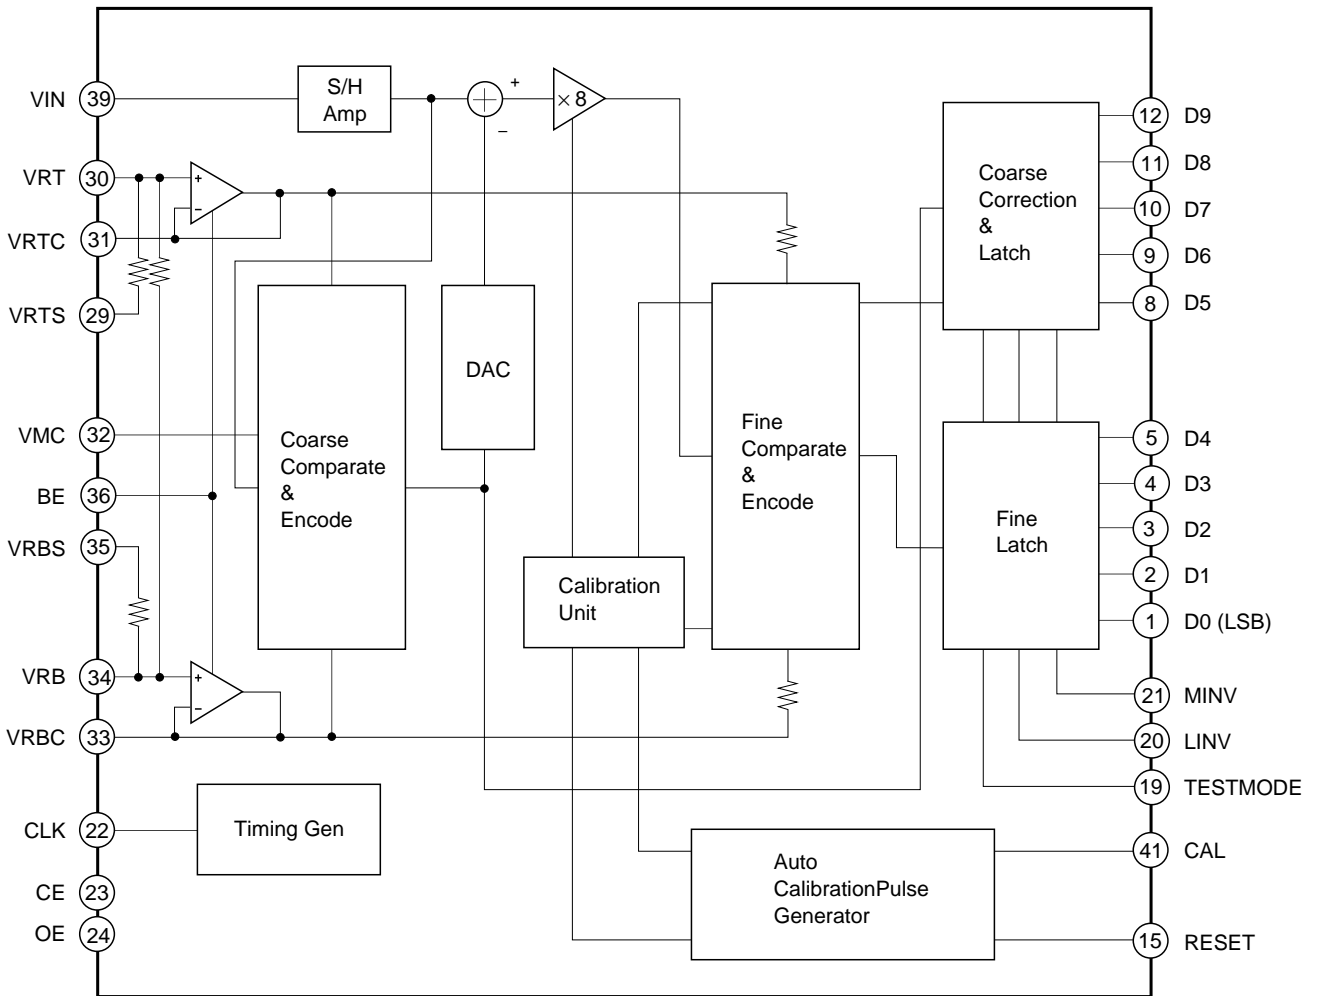 VIN 39
VRT 30
VRTC 31
VRTS 29
VMC 32
BE 36
VRBS 35
VRB 34
VRBC 33
CLK 22
CE 23
OE 24
S/H
Amp
+
−
× 8
+
−
+
−
DAC
Coarse
Comparate
&
Encode
Fine
Comparate
&
Encode
Calibration
Unit
Timing Gen
Auto
CalibrationPulse
Generator
Coarse
Correction
&
Latch
Fine
Latch
12 D9
11 D8
10 D7
9 D6
8 D5
5 D4
4 D3
3 D2
2 D1
1 D0 (LSB)
21 MINV
20 LINV
19 TESTMODE
41 CAL
15 RESET